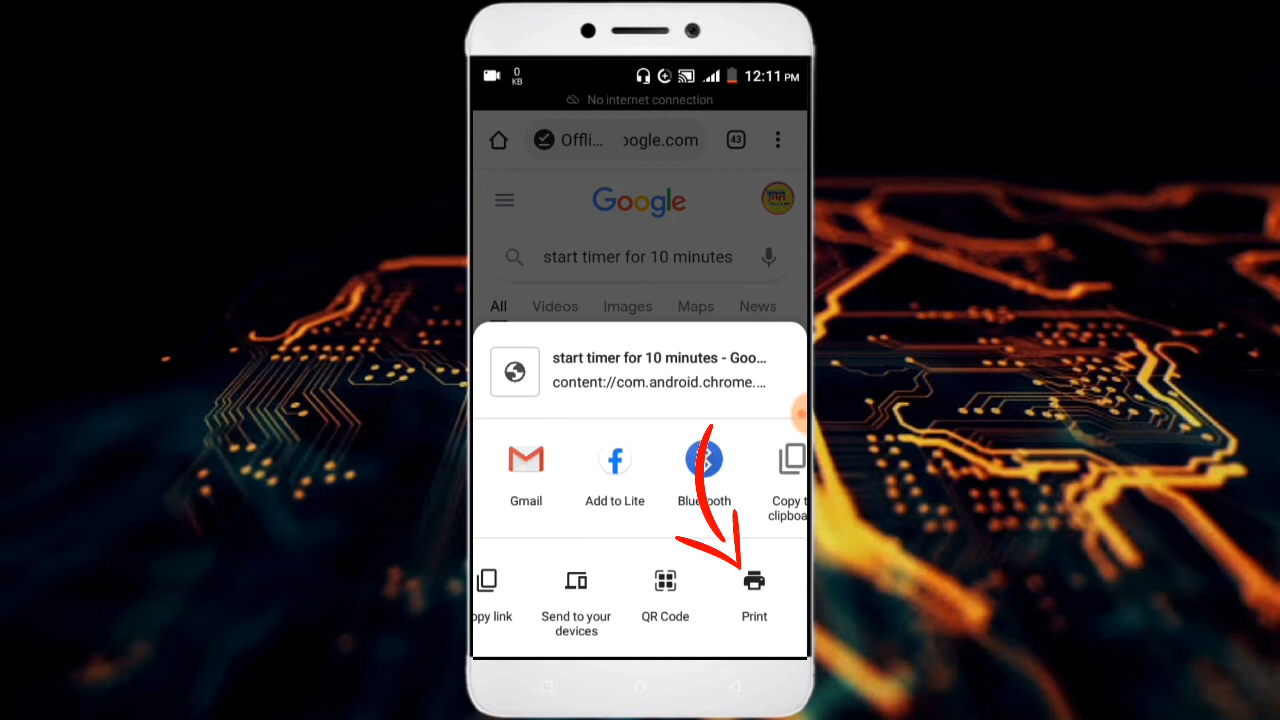 0
KB
12:11 PM
No internet connection
Offli... oogle.com
43
Google
start timer for 10 minutes
All Videos Images Maps News
start timer for 10 minutes - Goo...
content://com.android.chrome....
Gmail
Add to Lite
Bluetooth
Copy t
clipboa
opy link
Send to your
devices
QR Code
Print